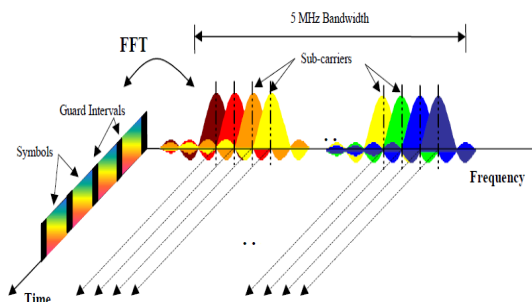 5 MHz Bandwidth
FFT
Sub-carriers
Guard Intervals
Symbols
Frequency
Time